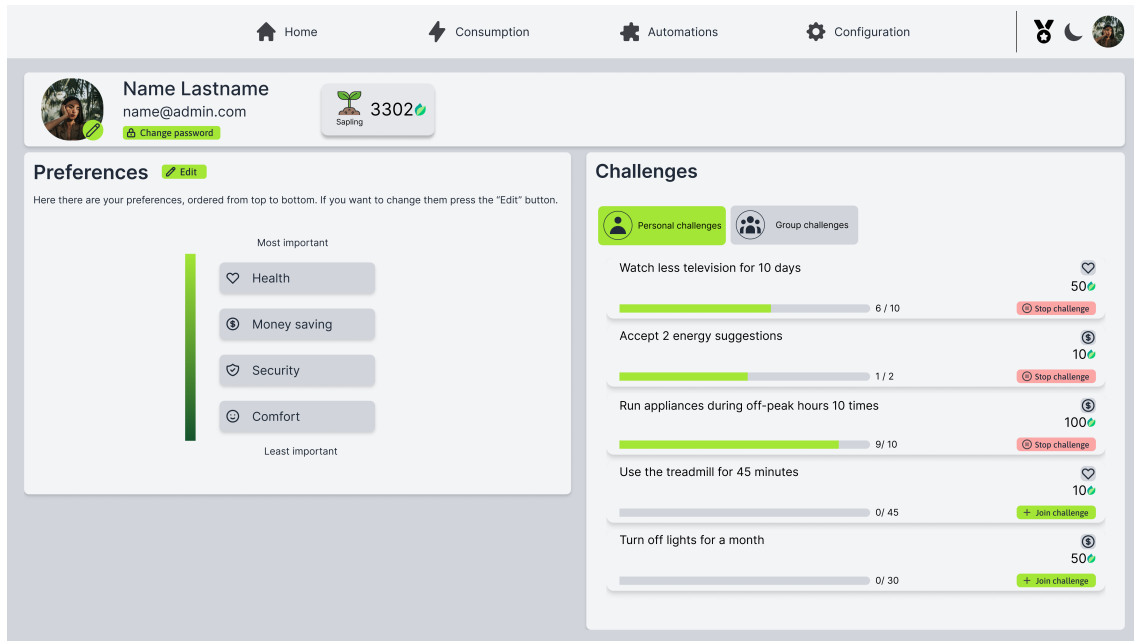 Home
Consumption
Automations
Configuration
Name Lastname
name@admin.com
Change password
Sapling
3302
Preferences
Edit
Here there are your preferences, ordered from top to bottom. If you want to change them press the “Edit” button.
Most important
Health
Money saving
Security
Comfort
Least important
Challenges
Personal challenges
Group challenges
Watch less television for 10 days
50
6 / 10
Stop challenge
Accept 2 energy suggestions
10
1 / 2
Stop challenge
Run appliances during off-peak hours 10 times
100
9/ 10
Stop challenge
Use the treadmill for 45 minutes
10
0/ 45
Join challenge
Turn off lights for a month
50
0/ 30
Join challenge